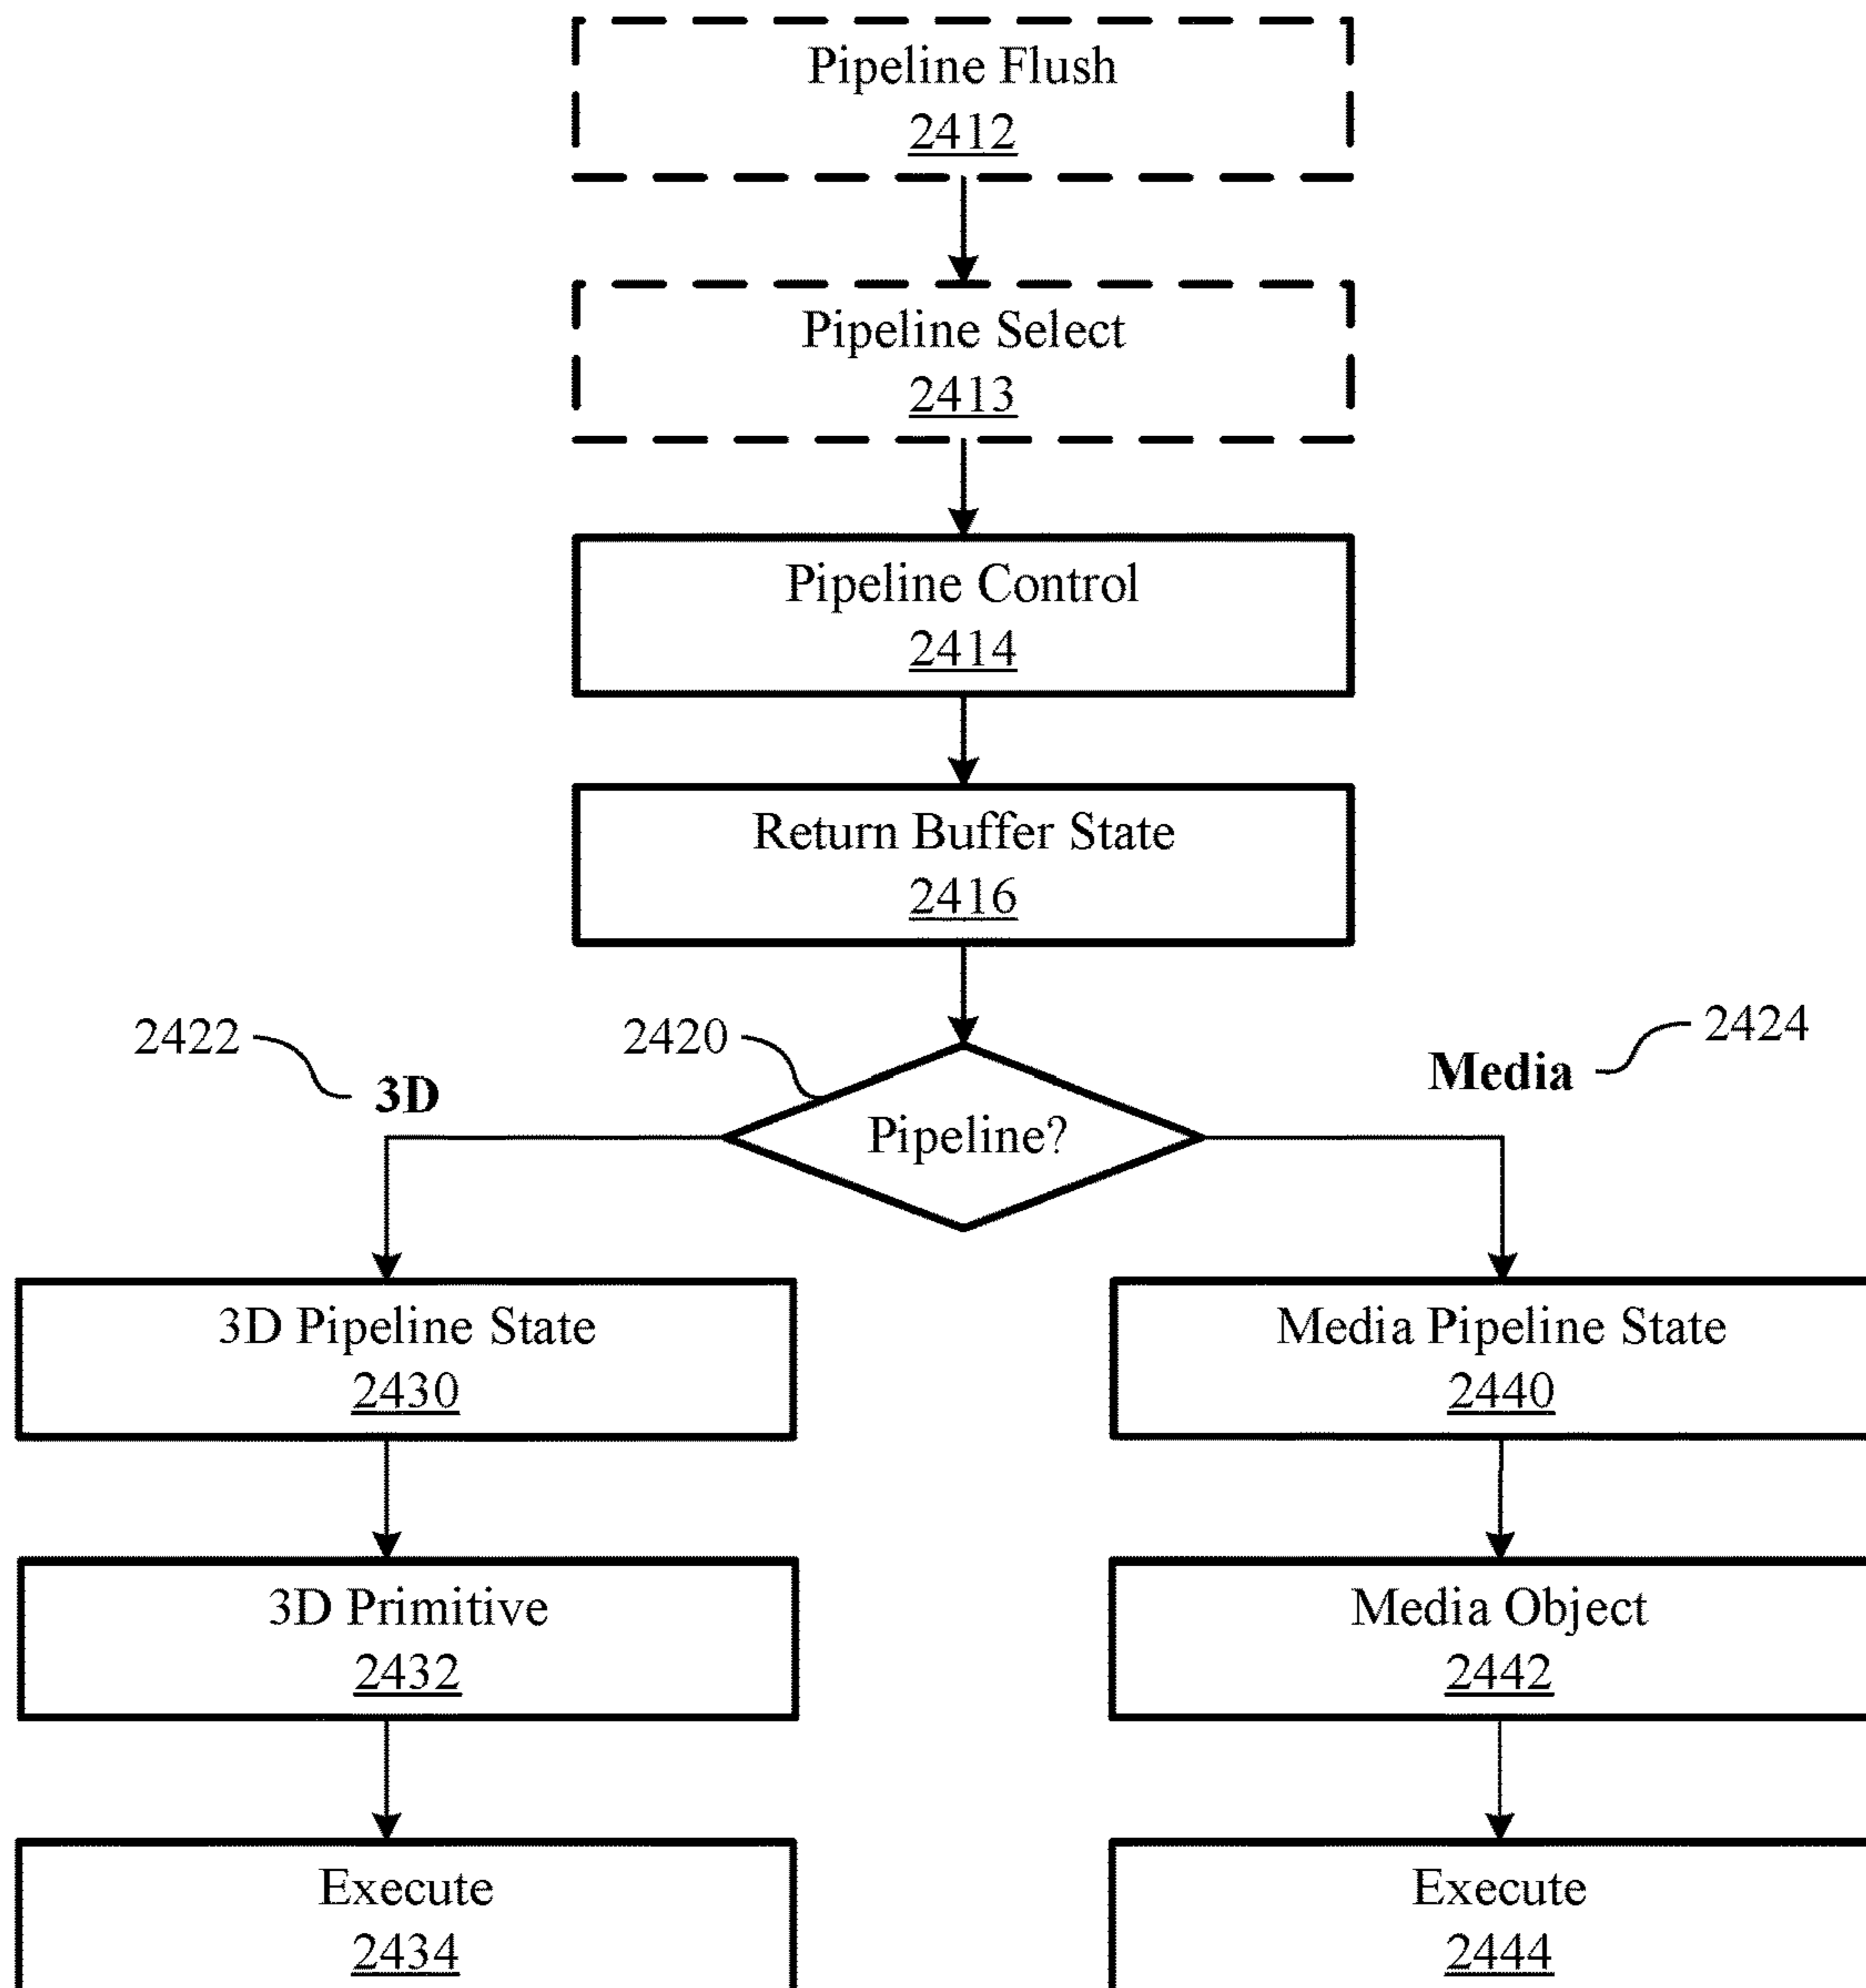 Pipeline Flush
2412
Pipeline Select
2413
Pipeline Control
2414
Return Buffer State
2416
2422
2420
2424
3D
Media
Pipeline?
3D Pipeline State
2430
Media Pipeline State
2440
3D Primitive
2432
Media Object
2442
Execute
2434
Execute
2444